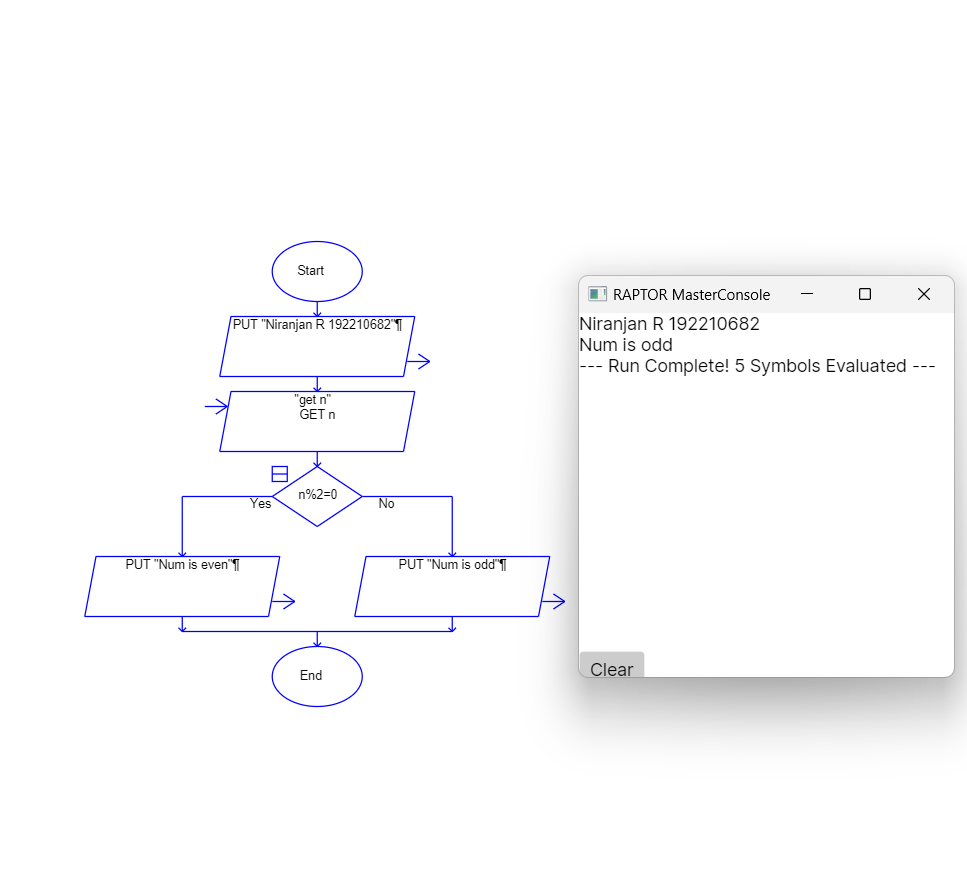 Start
PUT "Niranjan R 192210682"¶
"get n"
GET n
n%2=0
Yes
No
PUT "Num is even"¶
PUT "Num is odd"¶
End
RAPTOR MasterConsole
Niranjan R 192210682
Num is odd
--- Run Complete! 5 Symbols Evaluated ---
Clear